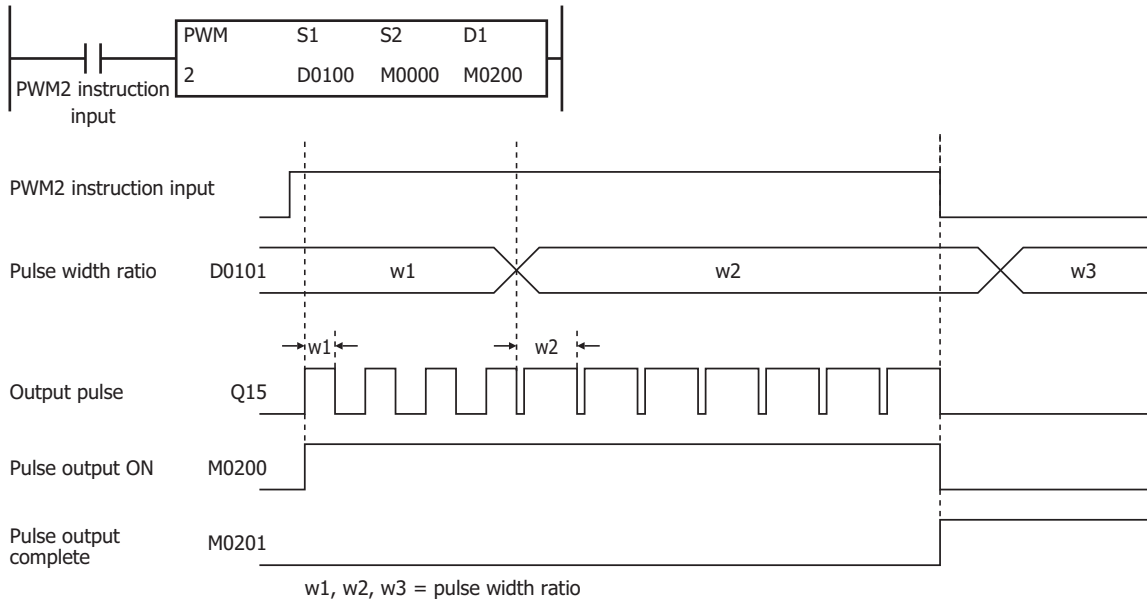 PWM S1 S2 D1
2 D0100 M0000 M0200
PWM2 instruction
input
PWM2 instruction input
Pulse width ratio D0101 w1 w2 w3
w1 w2
Output pulse Q15
Pulse output ON M0200
Pulse output
complete M0201
w1, w2, w3 = pulse width ratio